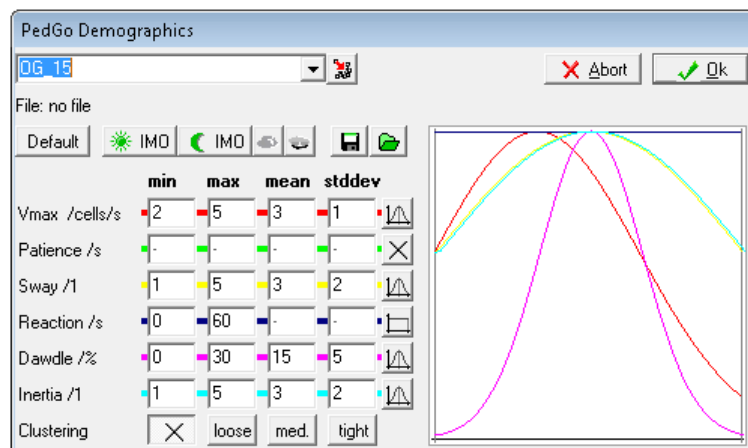 PedGo Demographics
OG_15
Abort Ok
File: no file
Default IMO IMO
min max mean stddev
Vmax /cells/s 2 5 3 1
Patience /s - - - -
Sway /1 1 5 3 2
Reaction /s 0 60 - -
Dawdle /% 0 30 15 5
Inertia /1 1 5 3 2
Clustering loose med. tight